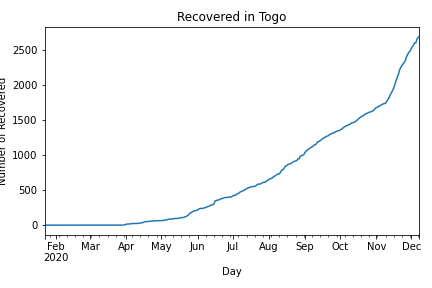 Recovered in Togo
Number of Recovered
2500
2000
1500
1000
500
0
Feb Mar Apr May Jun Jul Aug Sep Oct Nov Dec
2020
Day